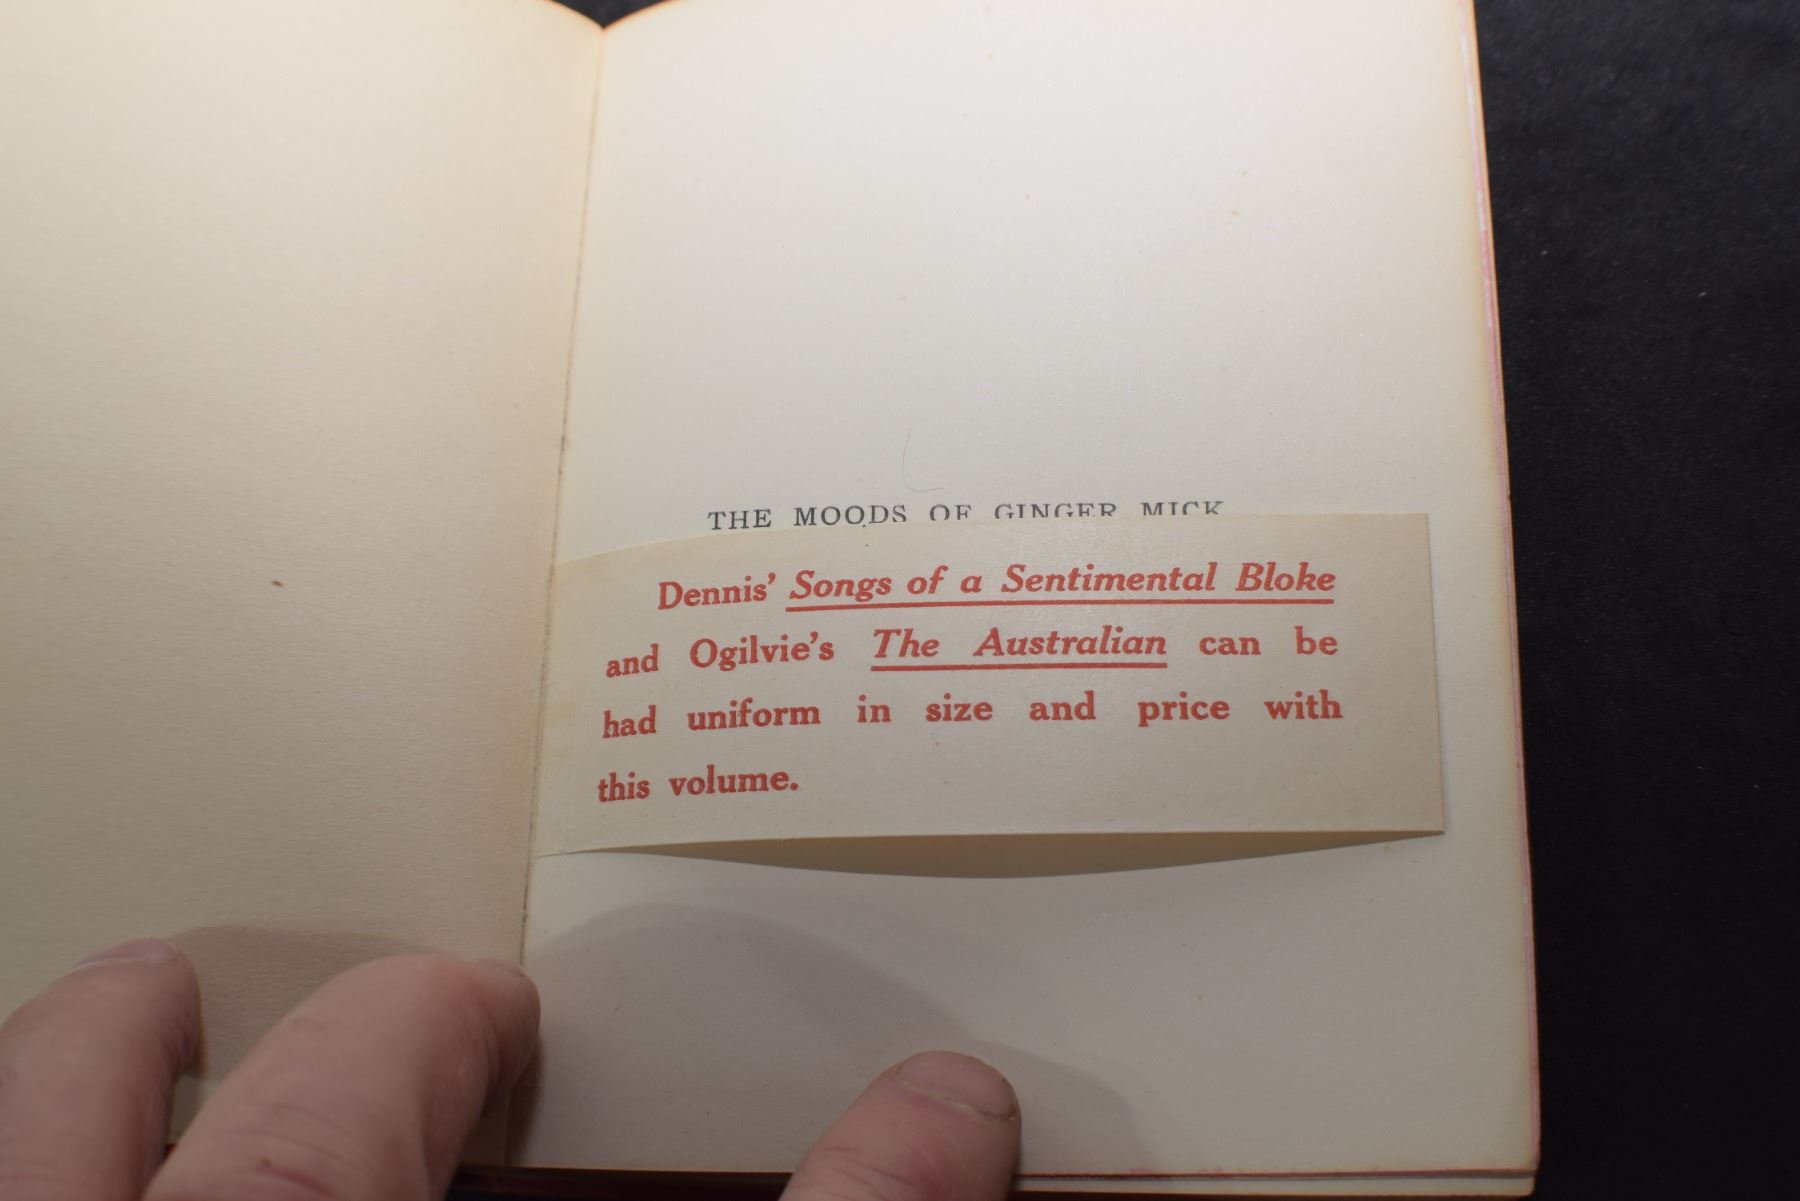 THE MOODS OF GINGER MICK
Dennis' Songs of a Sentimental Bloke
and Ogilvie's The Australian can be
had uniform in size and price with
this volume.